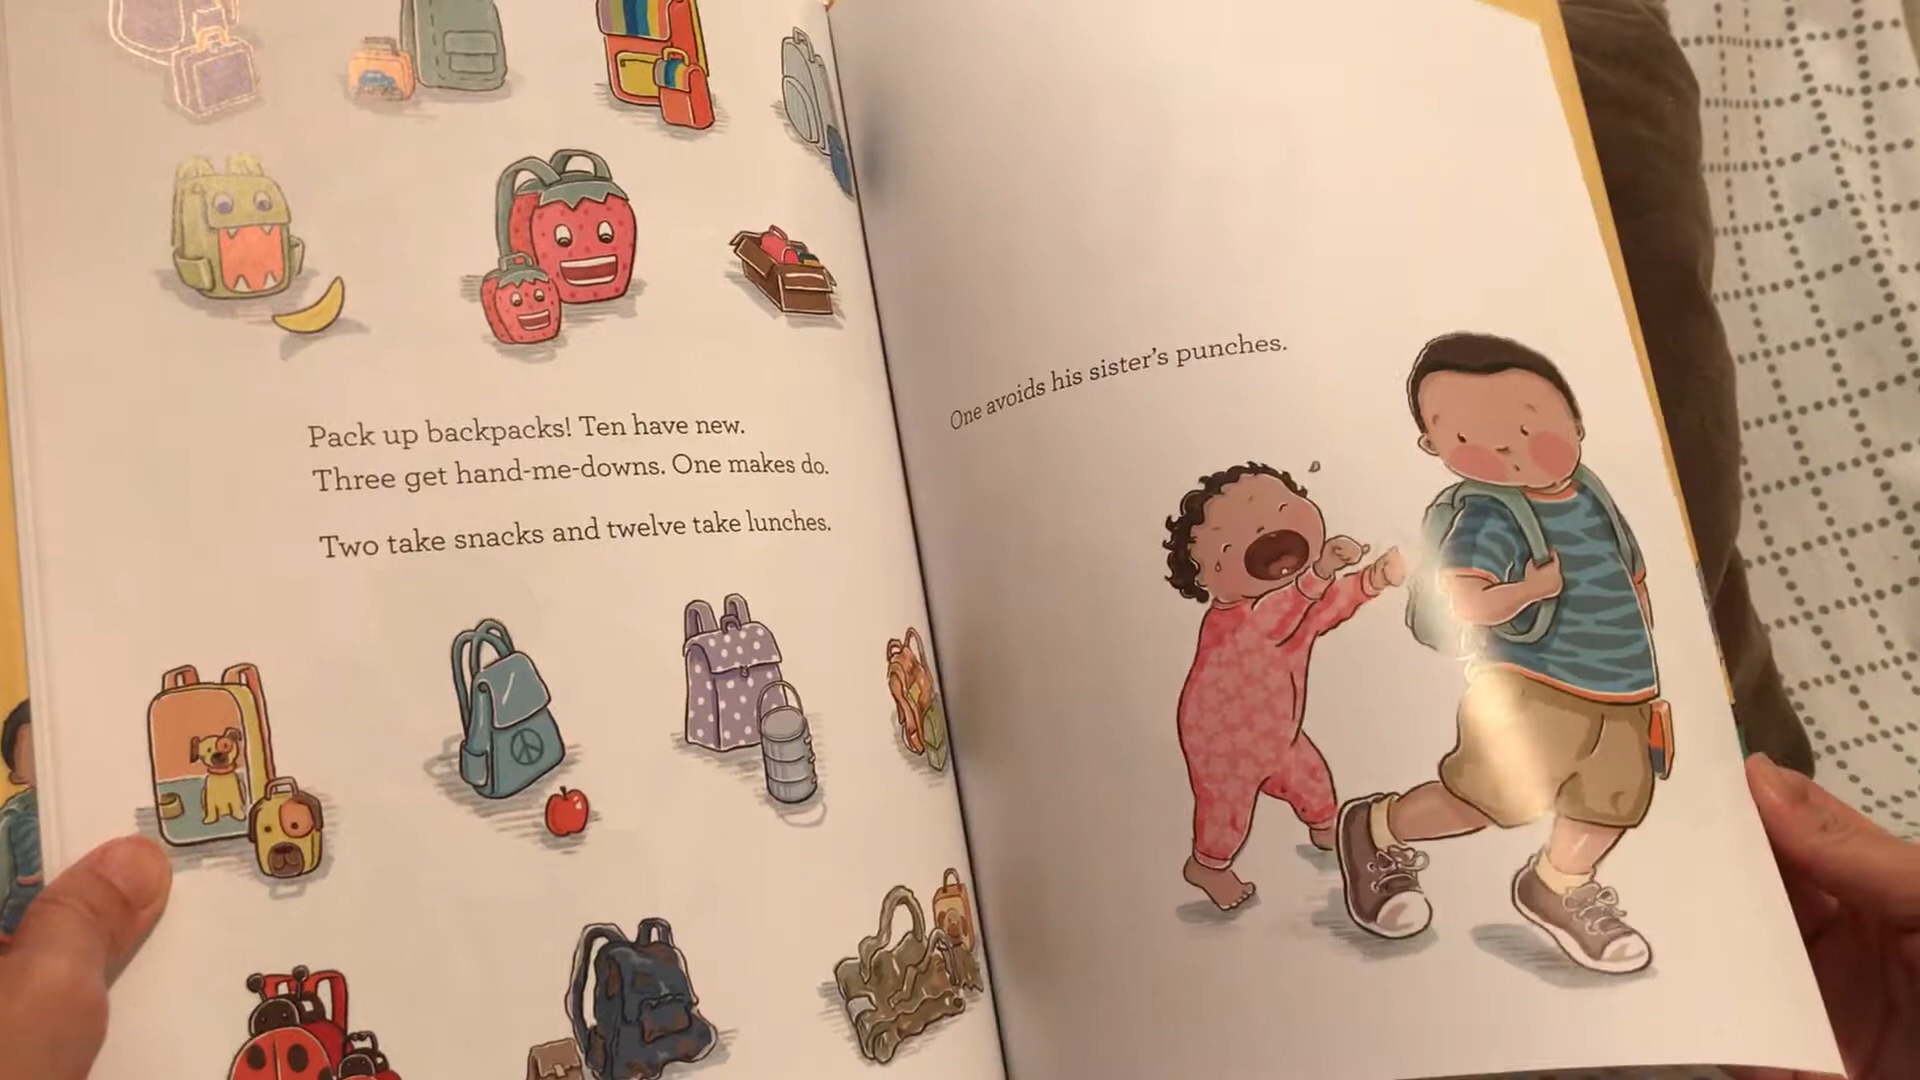 Pack up backpacks! Ten have new.
Three get hand-me-downs. One makes do.
Two take snacks and twelve take lunches.
One avoids his sister's punches.